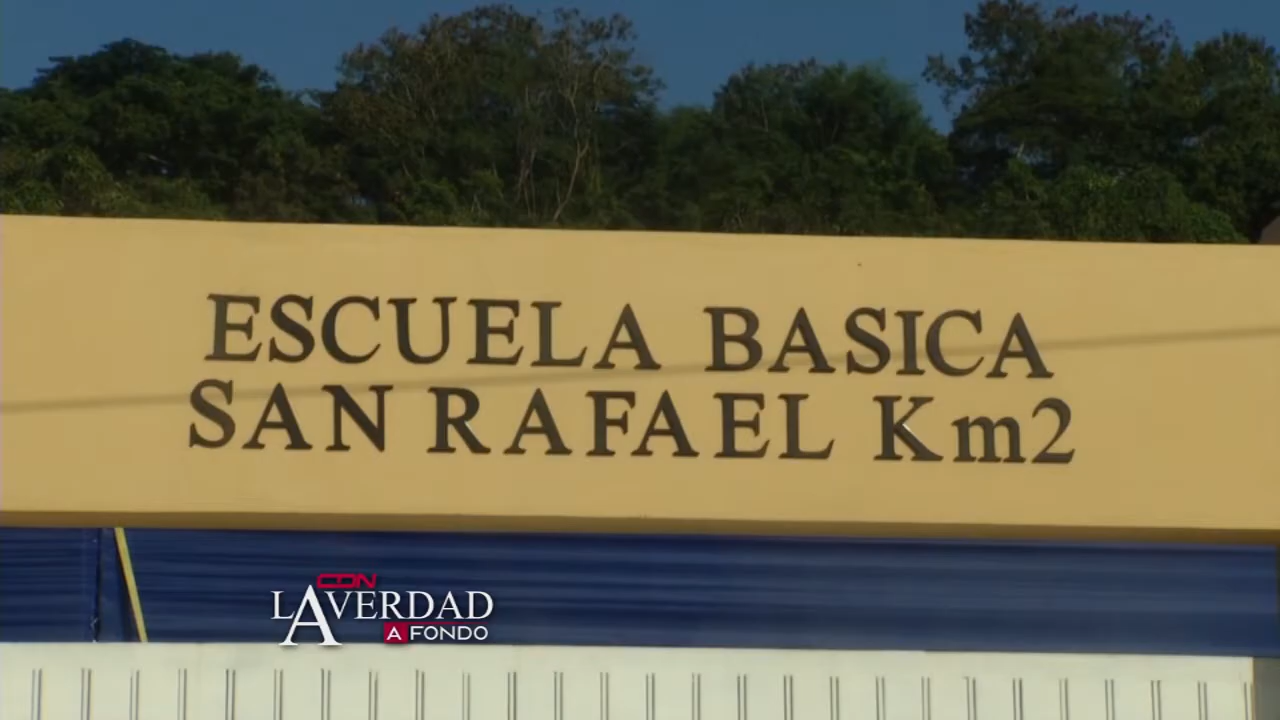 ESCUELA BASICA
SAN RAFAEL Km2
CDN
LA VERDAD
A FONDO